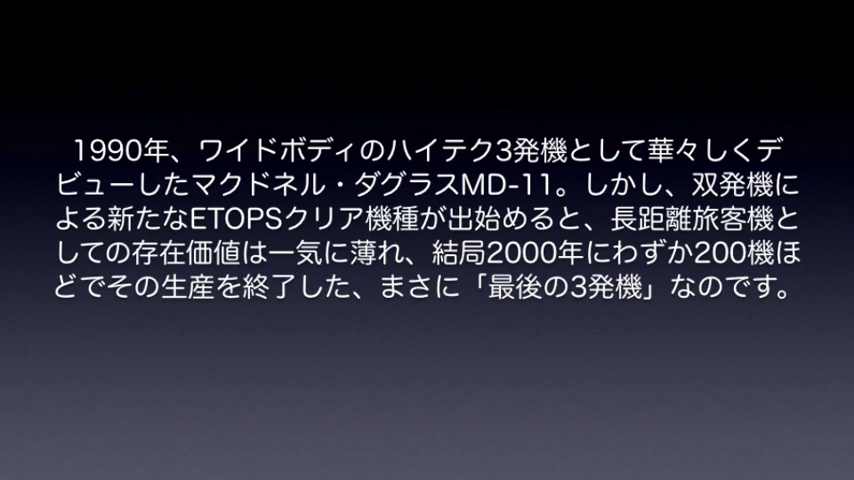 1990年、ワイドボディのハイテク3発機として華々しくデ
ビューしたマクドネル・ダグラスMD-11。しかし、双発機に
よる新たなETOPSクリア機種が出始めると、長距離旅客機と
しての存在価値は一気に薄れ、結局2000年にわずか200機ほ
どでその生産を終了した、まさに「最後の3発機」なのです。